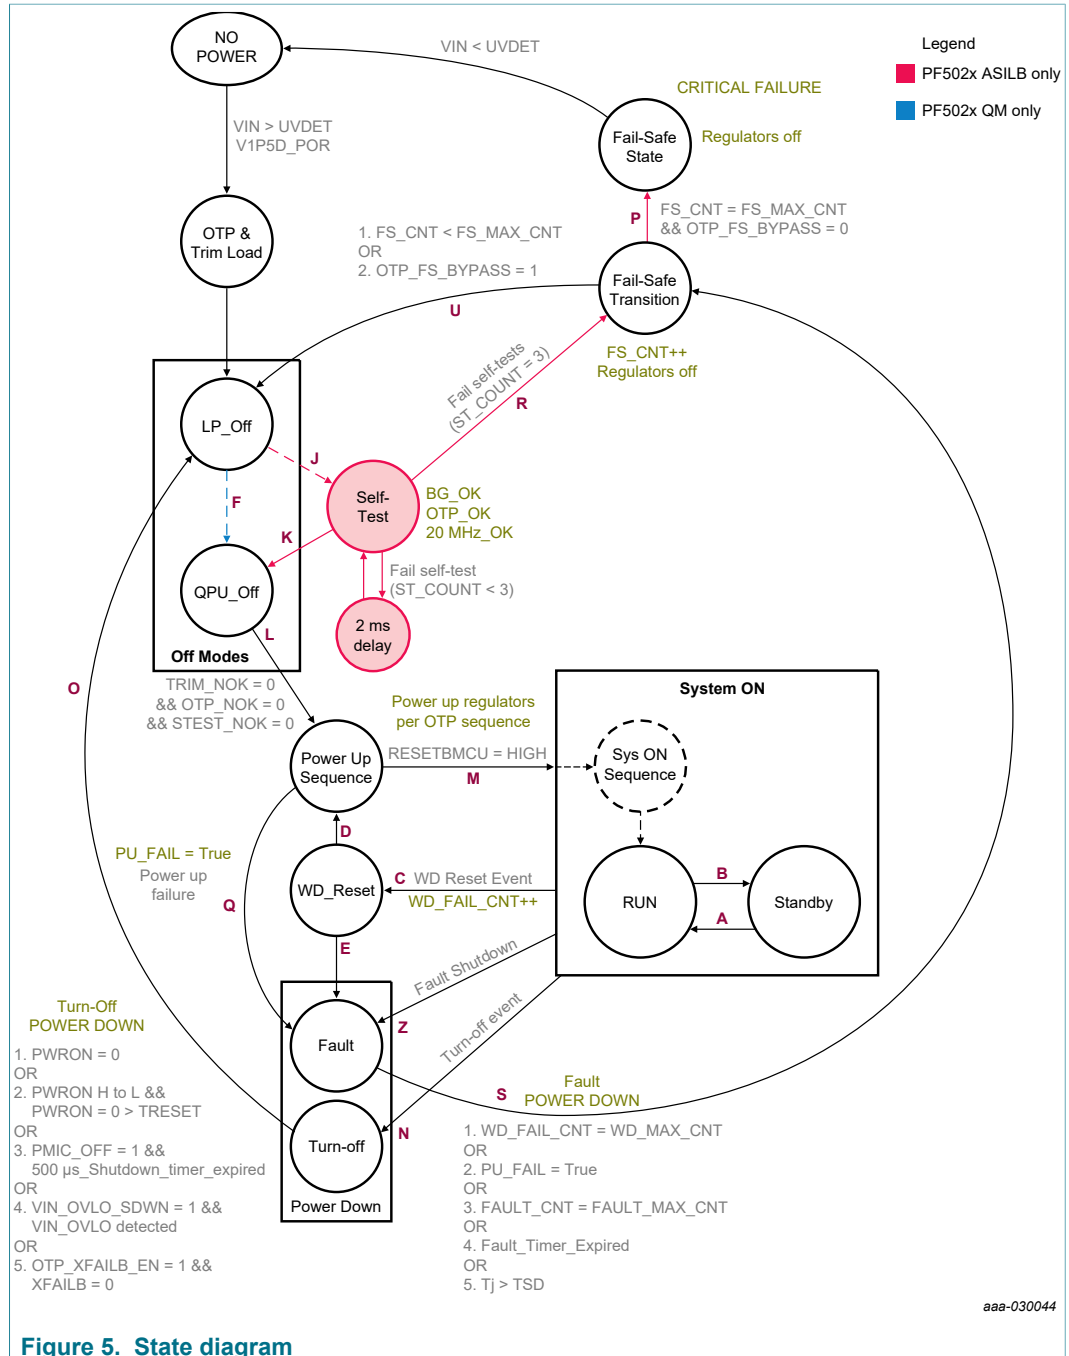 NO
POWER
VIN < UVDET
Legend
PF502x ASILB only
PF502x QM only
CRITICAL FAILURE
Fail-Safe
State
Regulators off
VIN > UVDET
V1P5D_POR
P
FS_CNT = FS_MAX_CNT
&& OTP_FS_BYPASS = 0
OTP &
Trim Load
1. FS_CNT < FS_MAX_CNT
OR
2. OTP_FS_BYPASS = 1
Fail-Safe
Transition
U
FS_CNT++
Regulators off
Fail self-tests
(ST_COUNT = 3)
R
LP_Off
J
F
Self-
Test
BG_OK
OTP_OK
20 MHz_OK
K
Fail self-test
(ST_COUNT < 3)
QPU_Off
2 ms
delay
L
Off Modes
O
TRIM_NOK = 0
&& OTP_NOK = 0
&& STEST_NOK = 0
Power up regulators
per OTP sequence
System ON
Power Up
Sequence
RESETBMCU = HIGH
M
Sys ON
Sequence
D
PU_FAIL = True
Power up
failure
Q
WD_Reset
C WD Reset Event
WD_FAIL_CNT++
RUN
B
A
Standby
E
Fault Shutdown
Z
Turn-off event
Fault
Turn-Off
POWER DOWN
1. PWRON = 0
OR
2. PWRON H to L &&
PWRON = 0 > TRESET
OR
3. PMIC_OFF = 1 &&
500 µs_Shutdown_timer_expired
OR
4. VIN_OVLO_SDWN = 1 &&
VIN_OVLO detected
OR
5. OTP_XFAILB_EN = 1 &&
XFAILB = 0
S
Fault
POWER DOWN
N
Turn-off
Power Down
1. WD_FAIL_CNT = WD_MAX_CNT
OR
2. PU_FAIL = True
OR
3. FAULT_CNT = FAULT_MAX_CNT
OR
4. Fault_Timer_Expired
OR
5. Tj > TSD
aaa-030044
Figure 5. State diagram